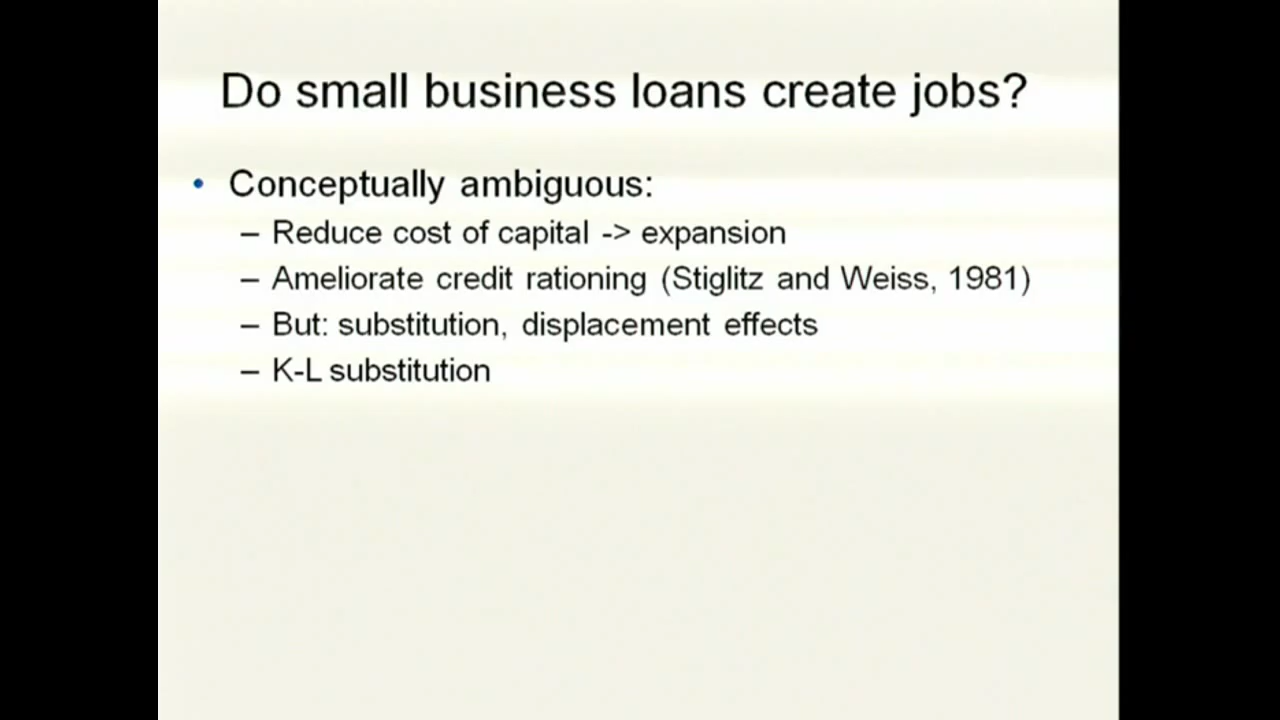 Do small business loans create jobs?
• Conceptually ambiguous:
– Reduce cost of capital -> expansion
– Ameliorate credit rationing (Stiglitz and Weiss, 1981)
– But: substitution, displacement effects
– K-L substitution